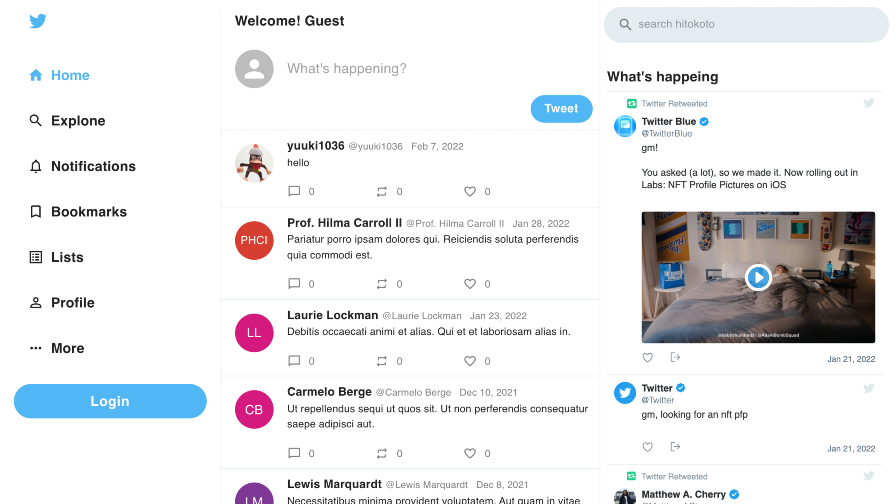 Home
Explone
Notifications
Bookmarks
Lists
Profile
More
Login
Welcome! Guest
What's happening?
Tweet
yuuki1036 @yuuki1036 Feb 7, 2022
hello
0 0 0
Prof. Hilma Carroll II @Prof. Hilma Carroll II Jan 28, 2022
PHCI
Pariatur porro ipsam dolores qui. Reiciendis soluta perferendis
quia commodi est.
0 0 0
Laurie Lockman @Laurie Lockman Jan 23, 2022
LL
Debitis occaecati animi et alias. Qui et et laboriosam alias in.
0 0 0
Carmelo Berge @Carmelo Berge Dec 10, 2021
CB
Ut repellendus sequi ut quos sit. Ut non perferendis consequatur
saepe adipisci aut.
0 0 0
Lewis Marquardt @Lewis Marquardt Dec 8, 2021
LM
Necessitatibus minima provident voluptatem. Aut quam in vitae
search hitokoto
What's happeing
Twitter Retweeted
Twitter Blue
@TwitterBlue
gm!
You asked (a lot), so we made it. Now rolling out in
Labs: NFT Profile Pictures on iOS
@bobbyhundreds @AdamBombSquad
Jan 21, 2022
Twitter
@Twitter
gm, looking for an nft pfp
Jan 21, 2022
Twitter Retweeted
Matthew A. Cherry